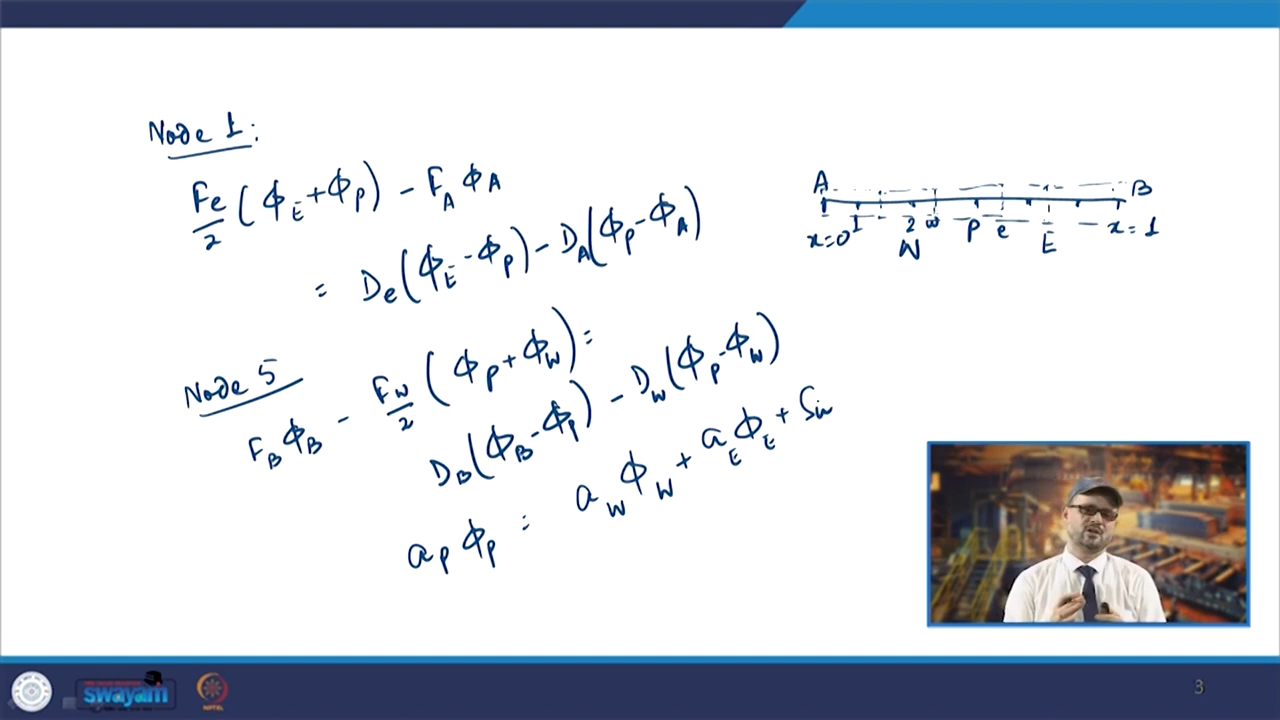 Node 1:
Fe/2 (ϕE + ϕP) - FA ϕA
= De(ϕE - ϕP) - DA(ϕP - ϕA)
A B
x=0 1 2 w P e x=1
W E
Node 5
FB ϕB - Fw/2 (ϕP + ϕW) =
DB(ϕB - ϕP) - Dw(ϕP - ϕW)
aP ϕP = aW ϕW + aE ϕE + Su
3
swayam